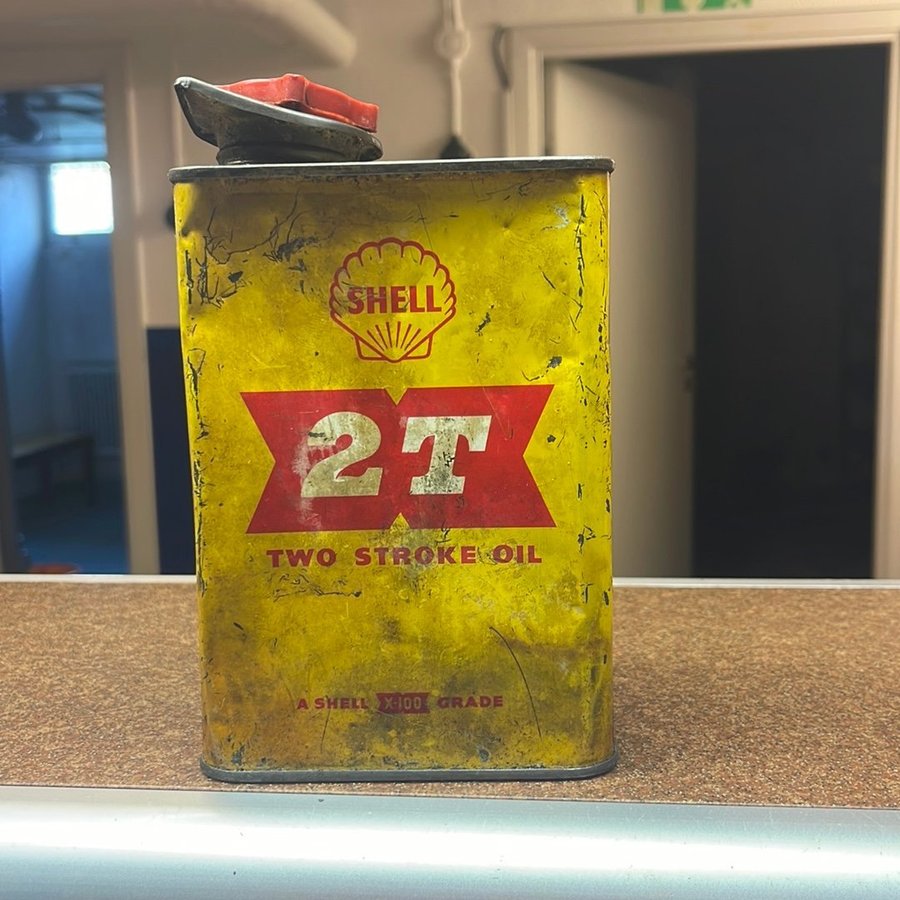 SHELL
2T
TWO STROKE OIL
A SHELL X-100 GRADE